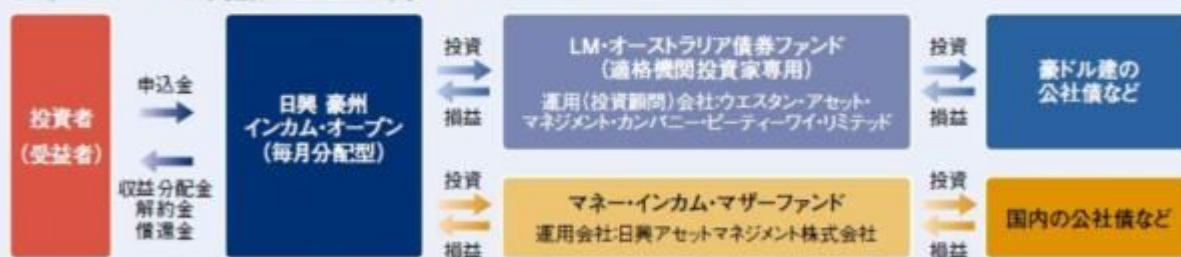 投資者
(受益者)
申込金
収益分配金
解約金
償還金
日興 豪州
インカム・オープン
(毎月分配型)
投資
損益
LM・オーストラリア債券ファンド
(適格機関投資家専用)
運用(投資顧問)会社:ウエスタン・アセット・
マネジメント・カンパニー・ピーティーワイ・リミテッド
投資
損益
豪ドル建の
公社債など
投資
損益
マネー・インカム・マザーファンド
運用会社:日興アセットマネジメント株式会社
投資
損益
国内の公社債など